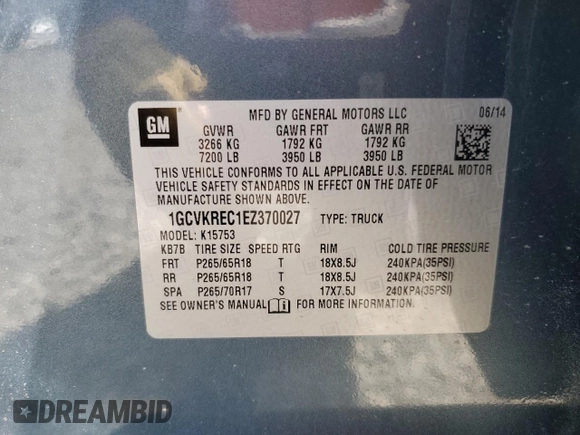 GM
MFD BY GENERAL MOTORS LLC 06/14
GVWR GAWR FRT GAWR RR
3266 KG 1792 KG 1792 KG
7200 LB 3950 LB 3950 LB
THIS VEHICLE CONFORMS TO ALL APPLICABLE U.S. FEDERAL MOTOR
VEHICLE SAFETY STANDARDS IN EFFECT ON THE DATE OF
MANUFACTURE SHOWN ABOVE.
1GCVKREC1EZ370027 TYPE: TRUCK
MODEL: K15753
KB7B TIRE SIZE SPEED RTG RIM COLD TIRE PRESSURE
FRT P265/65R18 T 18X8.5J 240KPA(35PSI)
RR P265/65R18 T 18X8.5J 240KPA(35PSI)
SPA P265/70R17 S 17X7.5J 240KPA(35PSI)
SEE OWNER'S MANUAL FOR MORE INFORMATION.
DREAMBID